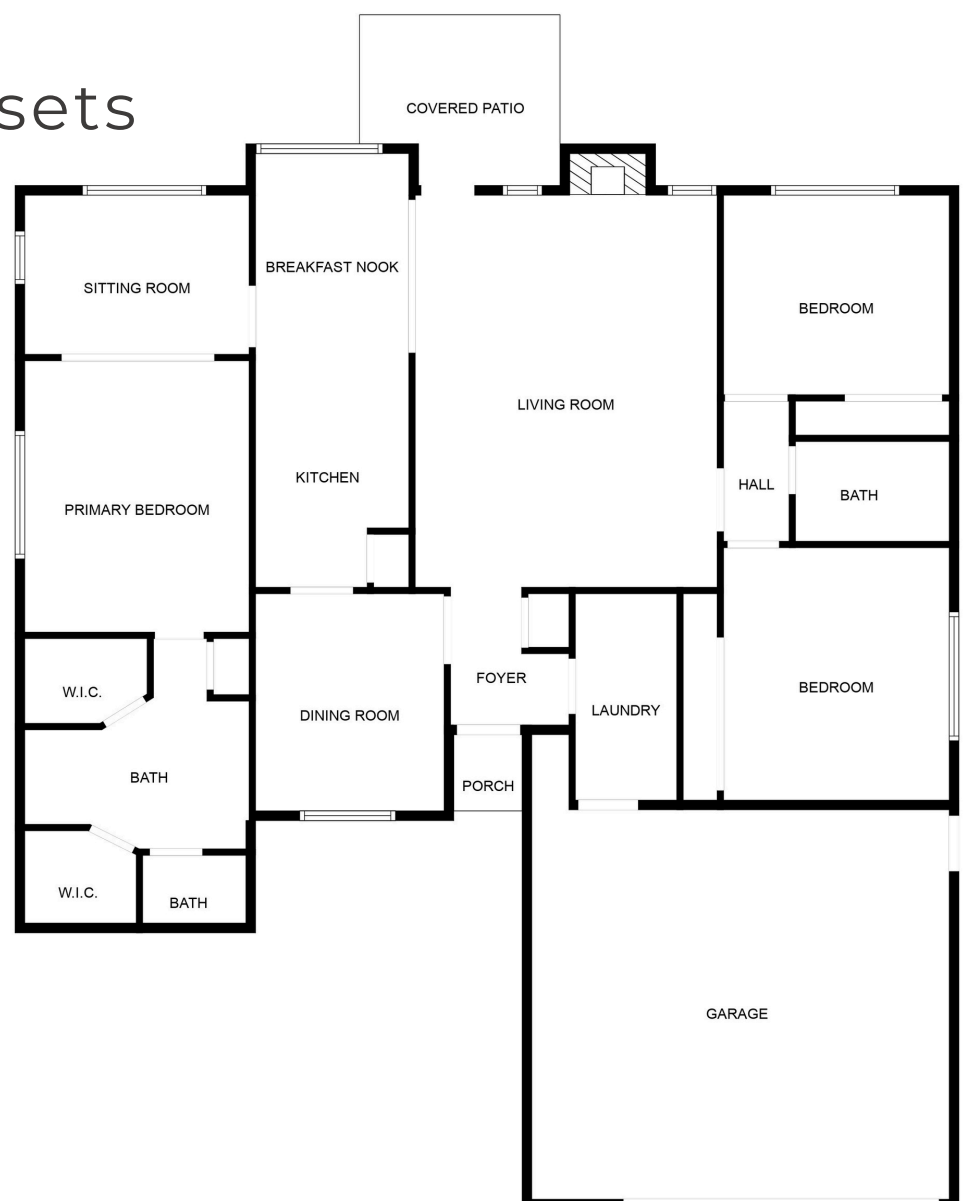 sets
COVERED PATIO
BREAKFAST NOOK
SITTING ROOM
BEDROOM
LIVING ROOM
KITCHEN
HALL
BATH
PRIMARY BEDROOM
FOYER
W.I.C.
BEDROOM
LAUNDRY
DINING ROOM
BATH
PORCH
W.I.C.
BATH
GARAGE